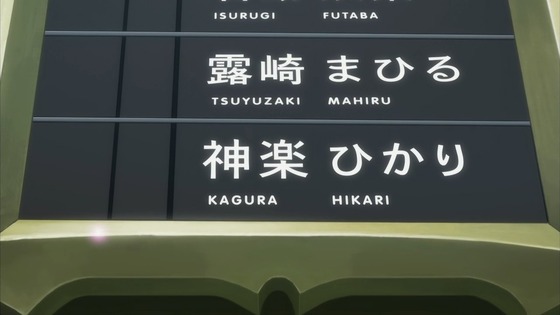 ISURUGI FUTABA
露崎 まひる
TSUYUZAKI MAHIRU
神楽 ひかり
KAGURA HIKARI